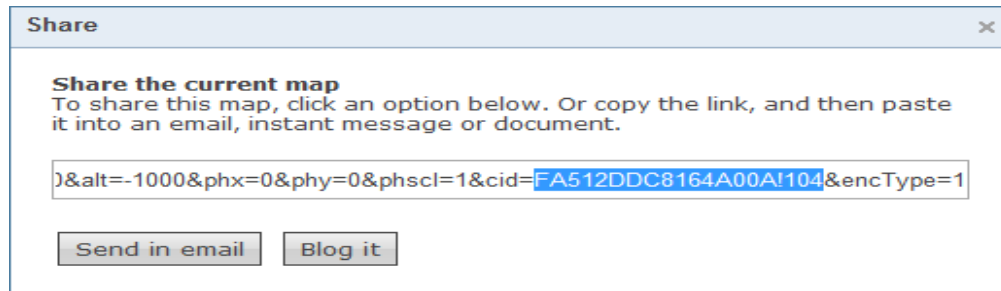 Share
Share the current map
To share this map, click an option below. Or copy the link, and then paste
it into an email, instant message or document.
0&alt=-1000&phx=0&phy=0&phscl=1&cid=FA512DDC8164A00A!104&encType=1
Send in email
Blog it